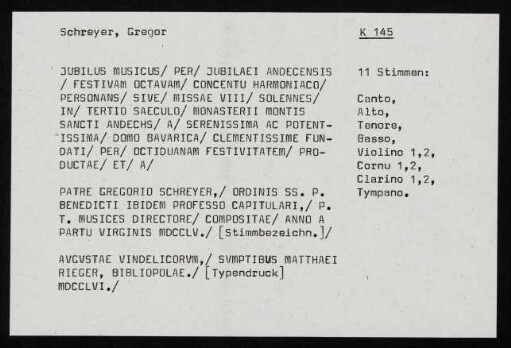 Schreyer, Gregor
K 145
JUBILUS MUSICUS/ PER/ JUBILAEI ANDECENSIS
/ FESTIVAM OCTAVAM/ CONCENTU HARMONIACO/
PERSONANS/ SIVE/ MISSAE VIII/ SOLENNES/
IN/ TERTIO SAECULO/ MONASTERII MONTIS
SANCTI ANDECHS/ A/ SERENISSIMA AC POTENT-
ISSIMA/ DOMO BAVARICA/ CLEMENTISSIME FUN-
DATI/ PER/ OCTIDUANAM FESTIVITATEM/ PRO-
DUCTAE/ ET/ A/
PATRE GREGORIO SCHREYER,/ ORDINIS SS. P.
BENEDICTI IBIDEM PROFESSO CAPITULARI,/ P.
T. MUSICES DIRECTORE/ COMPOSITAE/ ANNO A
PARTU VIRGINIS MDCCLV./ [Stimmbezeichn.]/
AVGVSTAE VINDELICORVM,/ SVMPTIBUS MATTHAEI
RIEGER, BIBLIOPOLAE./ [Typendruck]
MDCCLVI./
11 Stimmen:
Canto,
Alto,
Tenore,
Basso,
Violino 1,2,
Cornu 1,2,
Clarino 1,2,
Tympano.